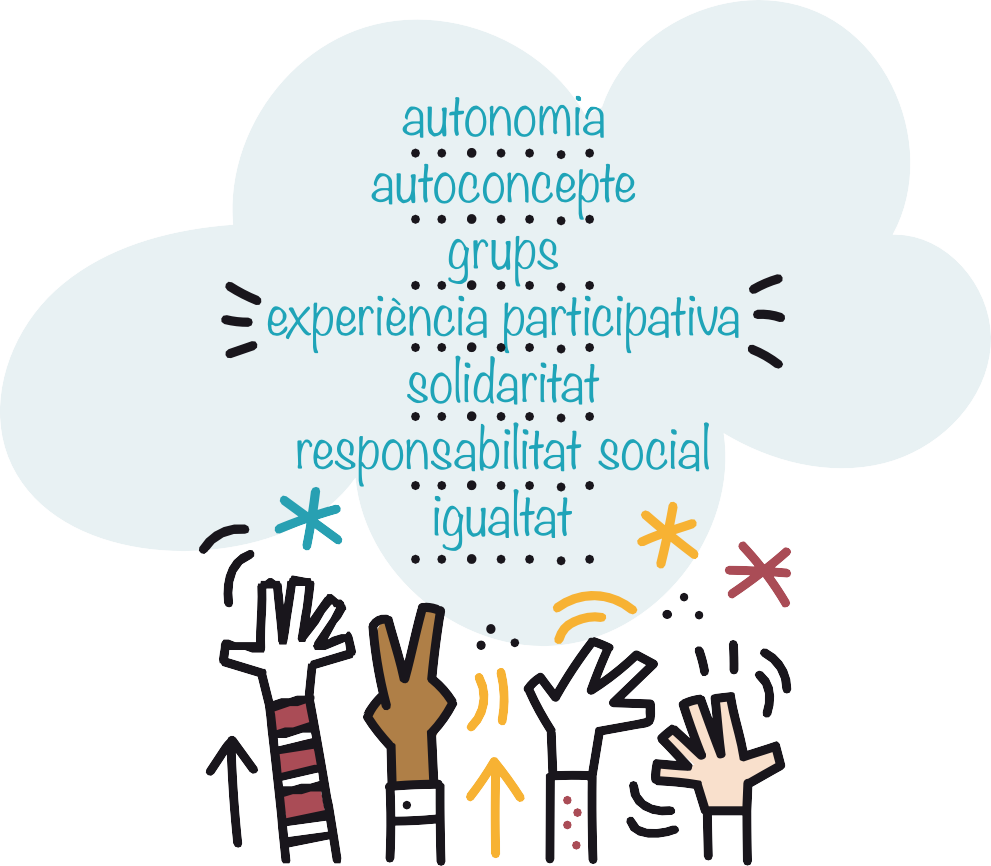 autonomia
autoconcepte
grups
experiència participativa
solidaritat
responsabilitat social
igualtat